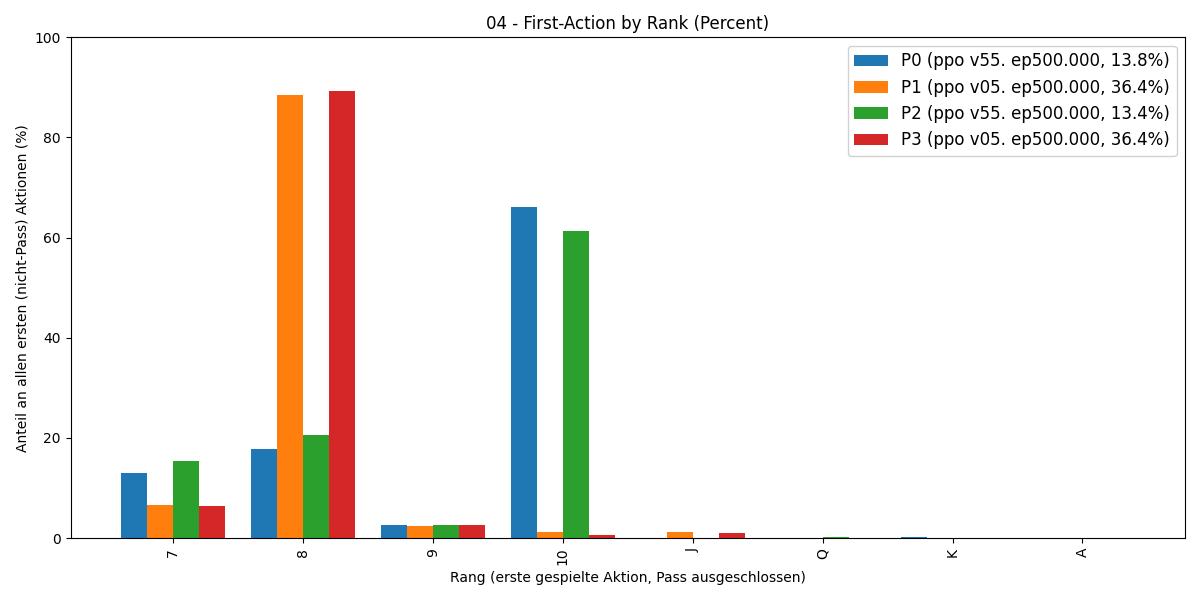 04 - First-Action by Rank (Percent)
Anteil an allen ersten (nicht-Pass) Aktionen (%)
100
80
60
40
20
0
P0 (ppo v55. ep500.000, 13.8%)
P1 (ppo v05. ep500.000, 36.4%)
P2 (ppo v55. ep500.000, 13.4%)
P3 (ppo v05. ep500.000, 36.4%)
7
8
9
10
J
Q
K
A
Rang (erste gespielte Aktion, Pass ausgeschlossen)